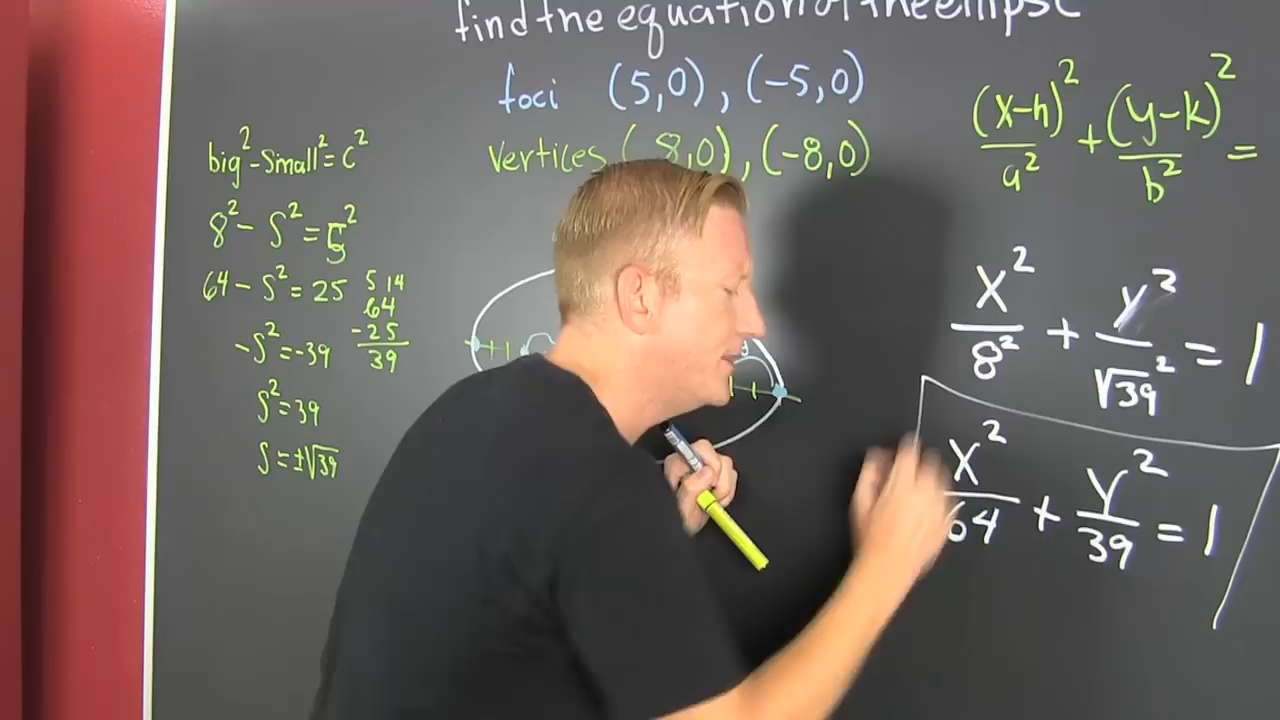 find the equation of the ellipse
foci (5,0), (-5,0)
vertices (8,0), (-8,0)
big² - Small² = c²
8² - S² = 5²
64 - S² = 25
-S² = -39
S² = 39
S = ±√39
5 14
64
-25
39
(x-h)²/a² + (y-k)²/b² =
x²/8² + y²/√39² = 1
x²/64 + y²/39 = 1